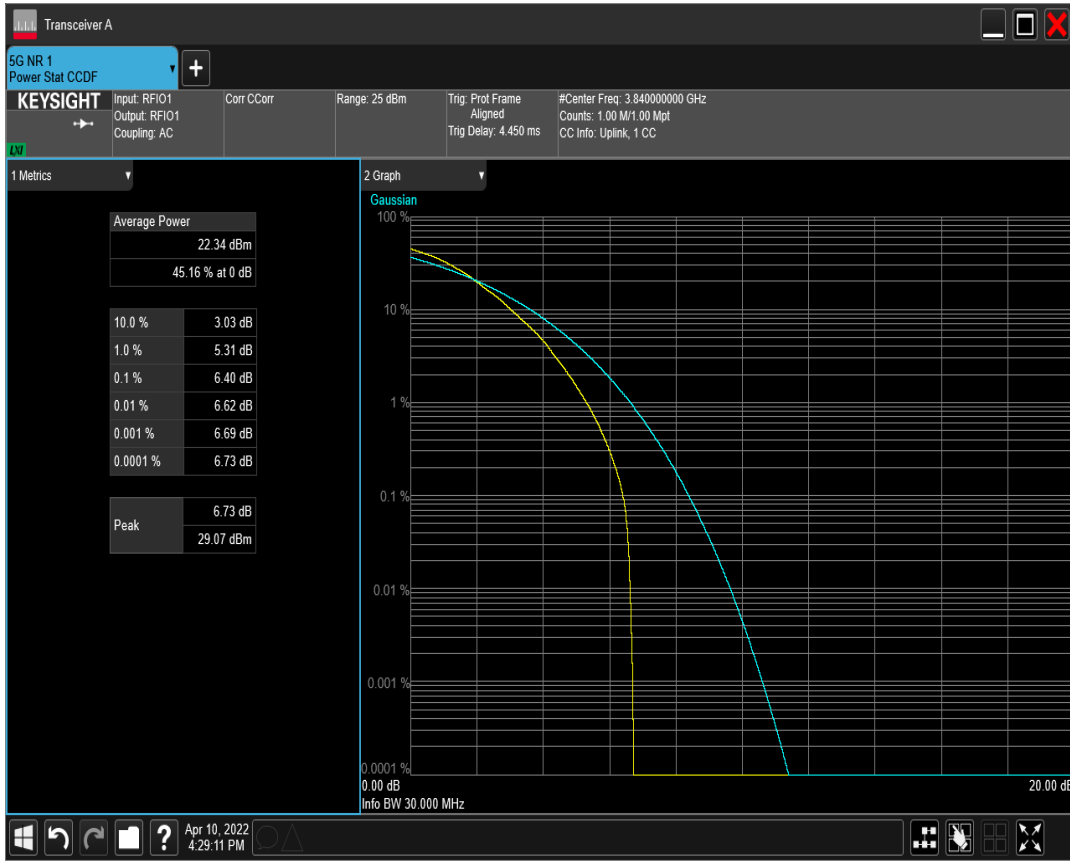 Transceiver A
5G NR 1
Power Stat CCDF
+
KEYSIGHT
LXI
Input: RFIO1
Output: RFIO1
Coupling: AC
Corr CCorr
Range: 25 dBm
Trig: Prot Frame
Aligned
Trig Delay: 4.450 ms
#Center Freq: 3.840000000 GHz
Counts: 1.00 M/1.00 Mpt
CC Info: Uplink, 1 CC
1 Metrics
Average Power
22.34 dBm
45.16 % at 0 dB
10.0 % 3.03 dB
1.0 % 5.31 dB
0.1 % 6.40 dB
0.01 % 6.62 dB
0.001 % 6.69 dB
0.0001 % 6.73 dB
Peak
6.73 dB
29.07 dBm
2 Graph
Gaussian
100 %
10 %
1 %
0.1 %
0.01 %
0.001 %
0.0001 %
0.00 dB
20.00 dB
Info BW 30.000 MHz
?
Apr 10, 2022
4:29:11 PM